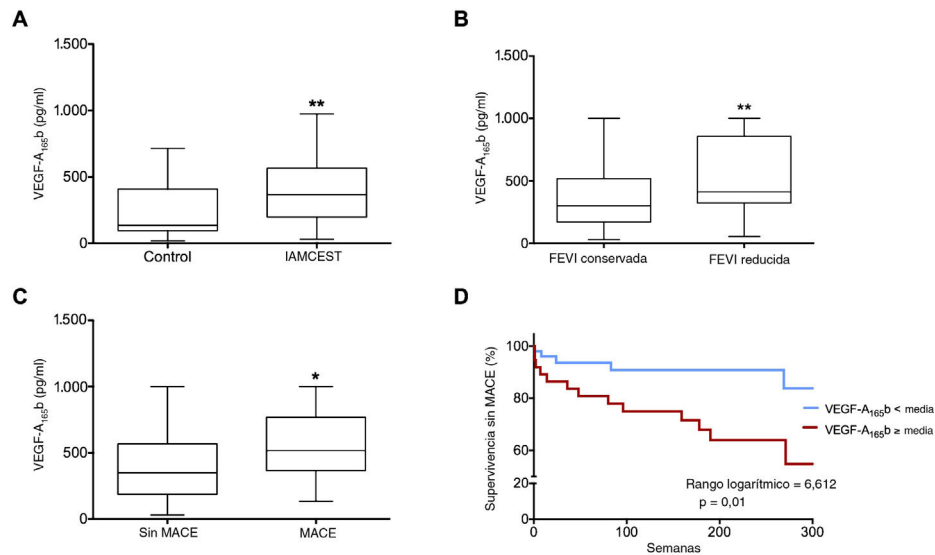 A
VEGF-A165b (pg/ml)
1.500
1.000
500
0
**
Control
IAMCEST
B
VEGF-A165b (pg/ml)
1.500
1.000
500
0
**
FEVI conservada
FEVI reducida
C
VEGF-A165b (pg/ml)
1.500
1.000
500
0
*
Sin MACE
MACE
D
Supervivencia sin MACE (%)
100
80
60
20
0
VEGF-A165b < media
VEGF-A165b ≥ media
Rango logarítmico = 6,612
p = 0,01
0
100
200
300
Semanas